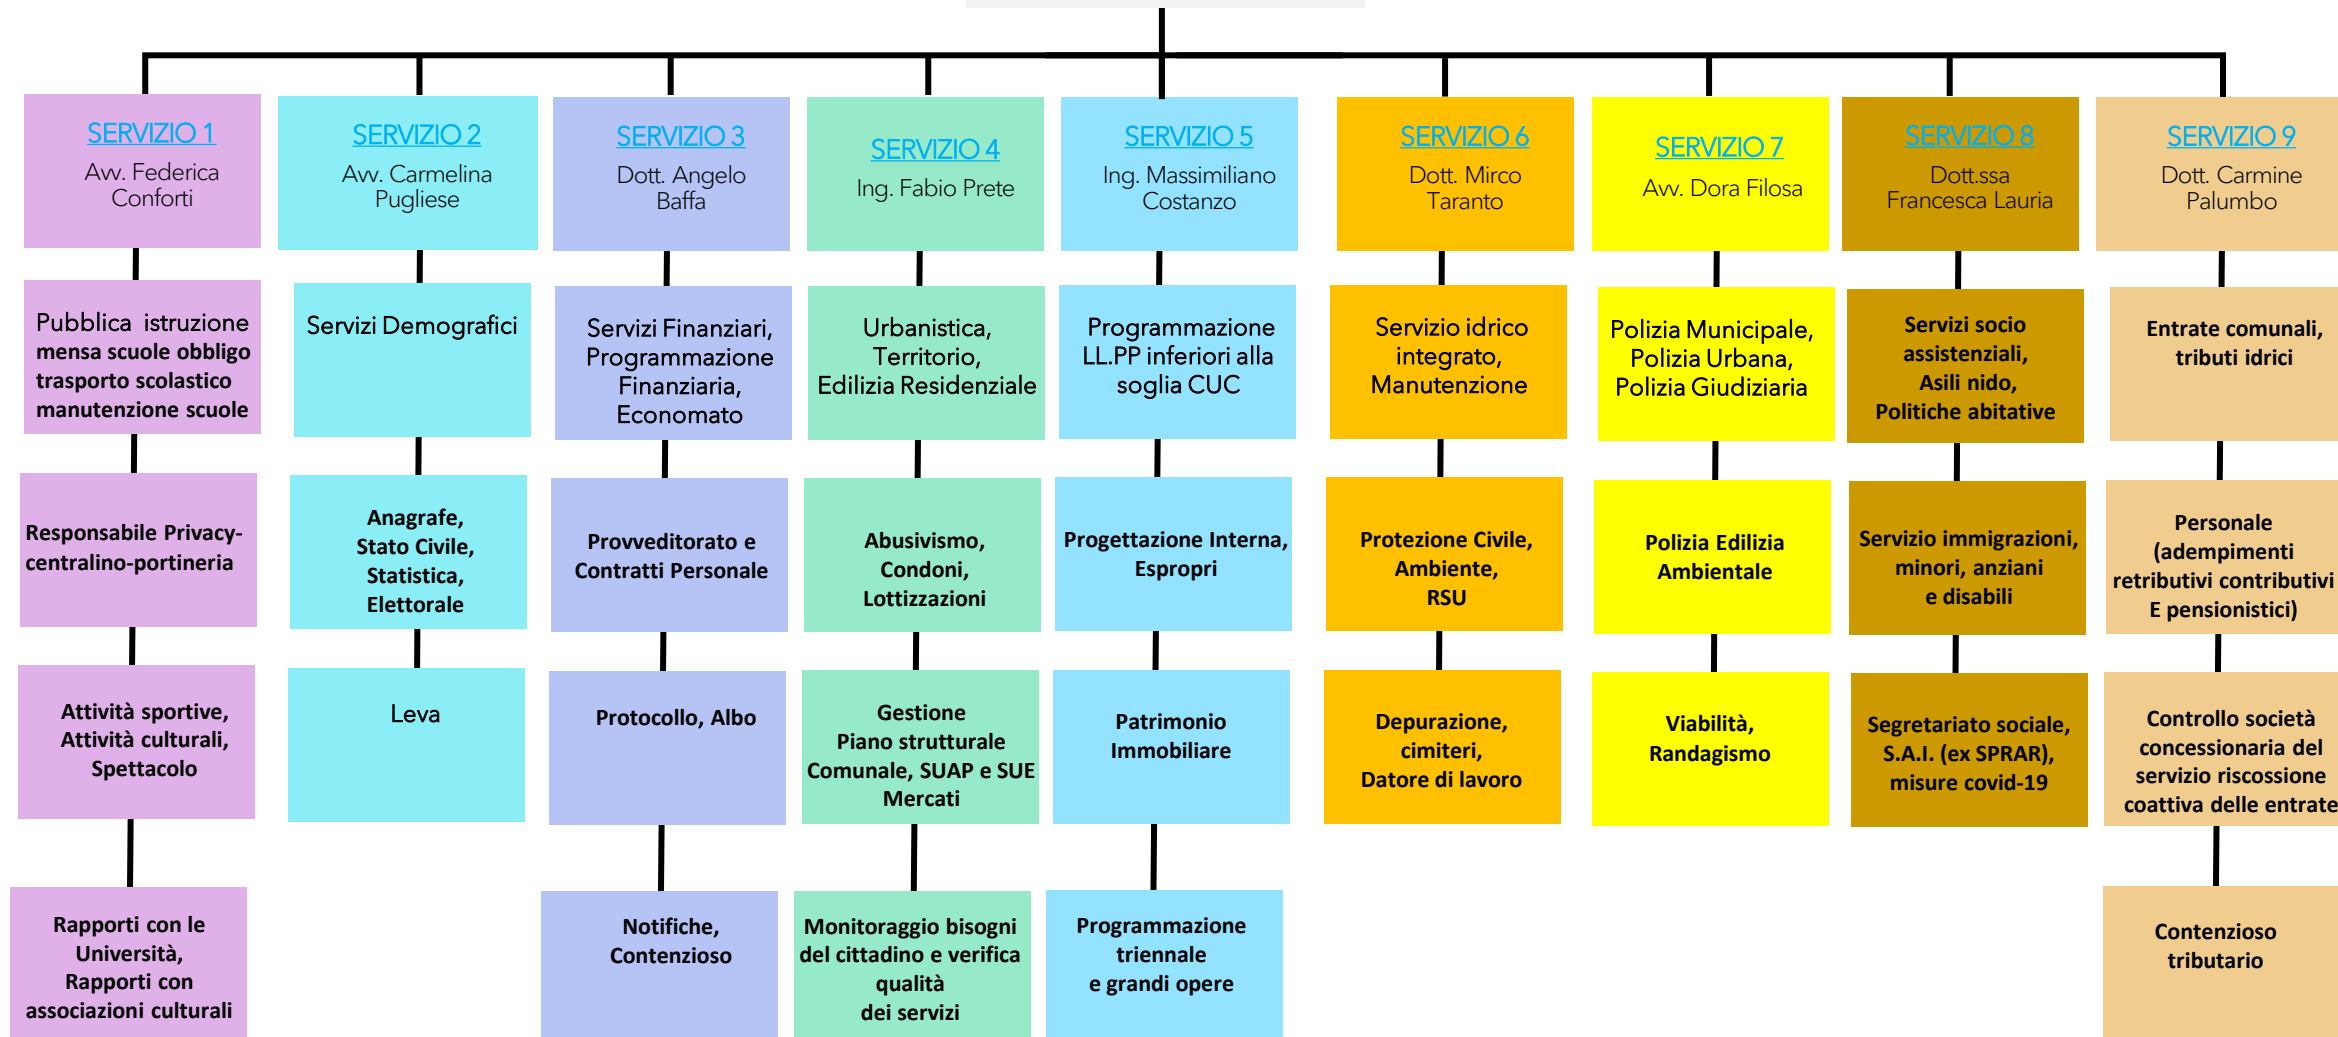 SERVIZIO 1
Avv. Federica
Conforti
Pubblica istruzione
mensa scuole obbligo
trasporto scolastico
manutenzione scuole
Responsabile Privacy-
centralino-portineria
Attività sportive,
Attività culturali,
Spettacolo
Rapporti con le
Università,
Rapporti con
associazioni culturali
SERVIZIO 2
Avv. Carmelina
Pugliese
Servizi Demografici
Anagrafe,
Stato Civile,
Statistica,
Elettorale
Leva
SERVIZIO 3
Dott. Angelo
Baffa
Servizi Finanziari,
Programmazione
Finanziaria,
Economato
Provveditorato e
Contratti Personale
Protocollo, Albo
Notifiche,
Contenzioso
SERVIZIO 4
Ing. Fabio Prete
Urbanistica,
Territorio,
Edilizia Residenziale
Abusivismo,
Condoni,
Lottizzazioni
Gestione
Piano strutturale
Comunale, SUAP e SUE
Mercati
Monitoraggio bisogni
del cittadino e verifica
qualità
dei servizi
SERVIZIO 5
Ing. Massimiliano
Costanzo
Programmazione
LL.PP inferiori alla
soglia CUC
Progettazione Interna,
Espropri
Patrimonio
Immobiliare
Programmazione
triennale
e grandi opere
SERVIZIO 6
Dott. Mirco
Taranto
Servizio idrico
integrato,
Manutenzione
Protezione Civile,
Ambiente,
RSU
Depurazione,
cimiteri,
Datore di lavoro
SERVIZIO 7
Avv. Dora Filosa
Polizia Municipale,
Polizia Urbana,
Polizia Giudiziaria
Polizia Edilizia
Ambientale
Viabilità,
Randagismo
SERVIZIO 8
Dott.ssa
Francesca Lauria
Servizi socio
assistenziali,
Asili nido,
Politiche abitative
Servizio immigrazioni,
minori, anziani
e disabili
Segretariato sociale,
S.A.I. (ex SPRAR),
misure covid-19
SERVIZIO 9
Dott. Carmine
Palumbo
Entrate comunali,
tributi idrici
Personale
(adempimenti
retributivi contributivi
E pensionistici)
Controllo società
concessionaria del
servizio riscossione
coattiva delle entrate
Contenzioso
tributario